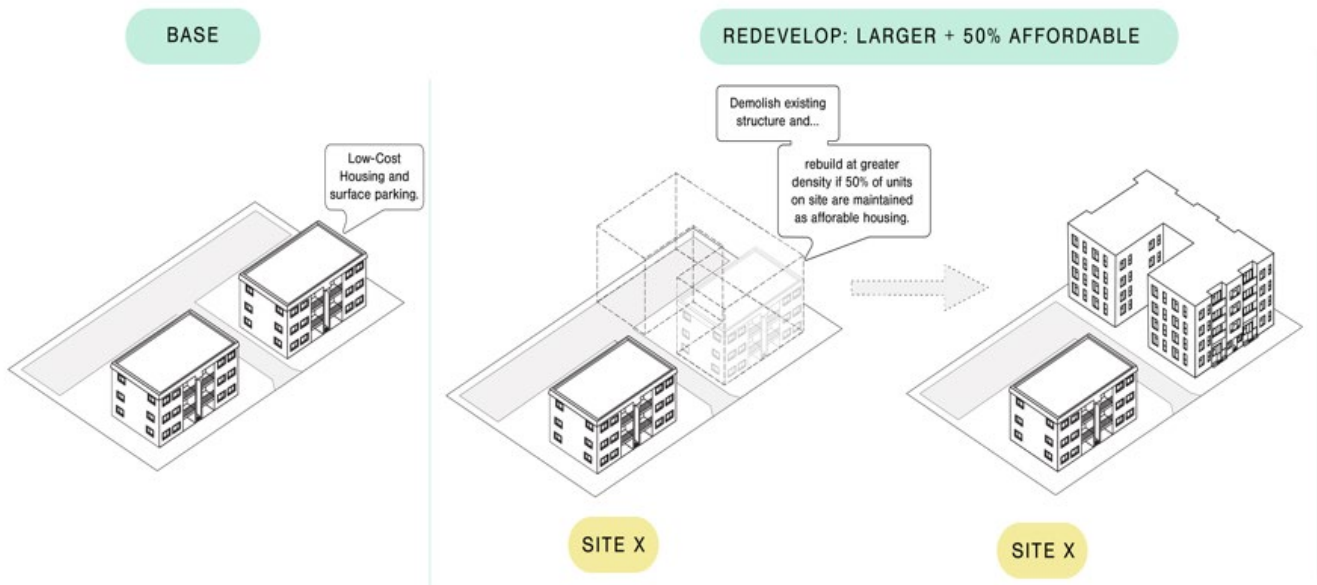 BASE
REDEVELOP: LARGER + 50% AFFORDABLE
Low-Cost
Housing and
surface parking.
Demolish existing
structure and...
rebuild at greater
density if 50% of units
on site are maintained
as afforable housing.
SITE X
SITE X